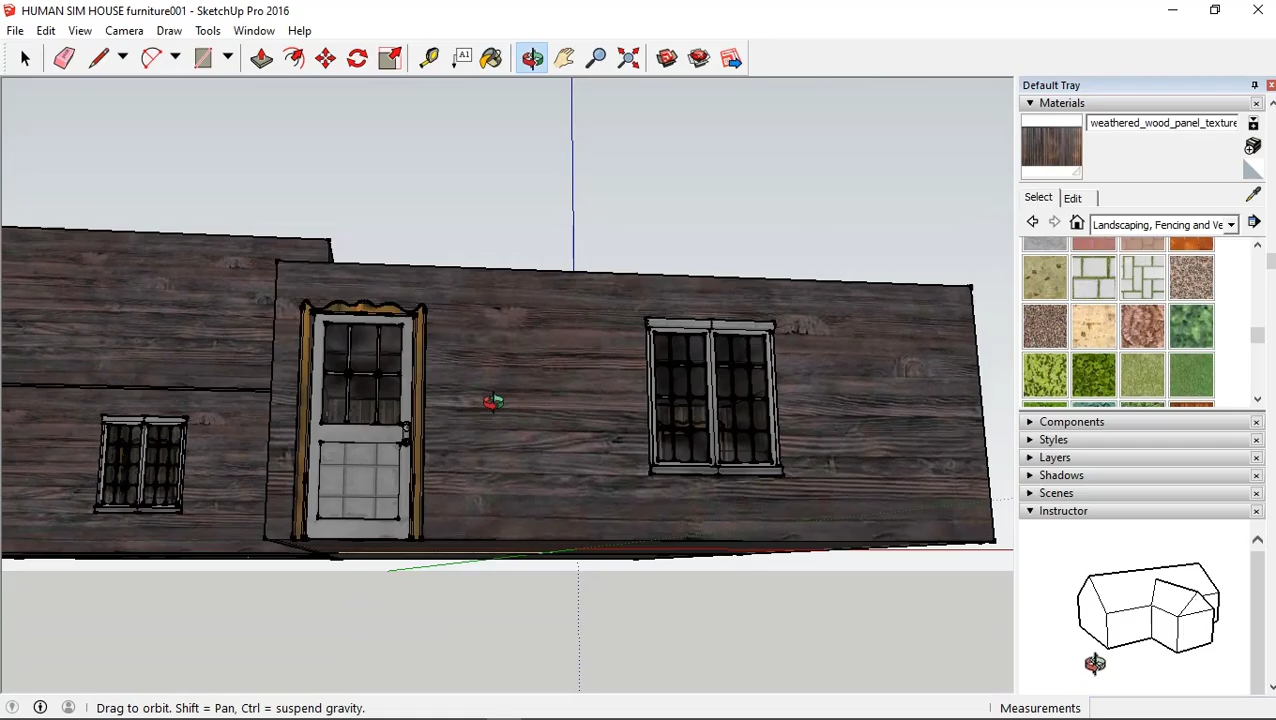 HUMAN SIM HOUSE furniture001 - SketchUp Pro 2016
File Edit View Camera Draw Tools Window Help
A1
Default Tray
Materials
weathered_wood_panel_texture
Select Edit
Landscaping, Fencing and Ve
Components
Styles
Layers
Shadows
Scenes
Instructor
Drag to orbit. Shift = Pan, Ctrl = suspend gravity.
Measurements